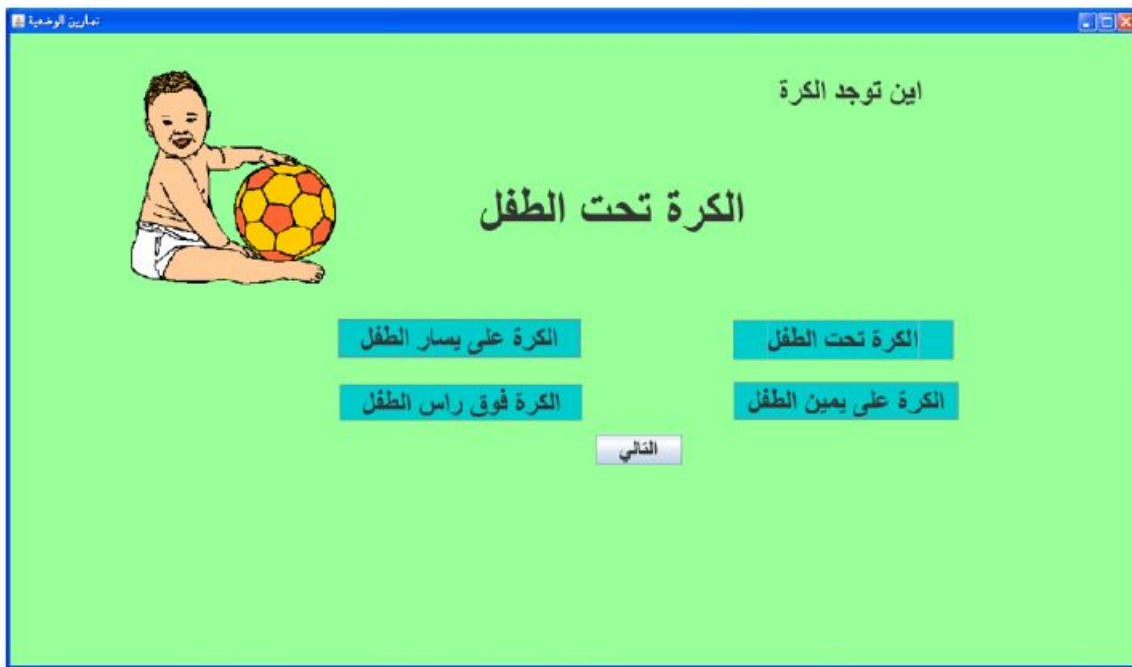 تمارين الوضعية
اين توجد الكرة
الكرة تحت الطفل
الكرة تحت الطفل
الكرة على يسار الطفل
الكرة على يمين الطفل
الكرة فوق راس الطفل
التالي